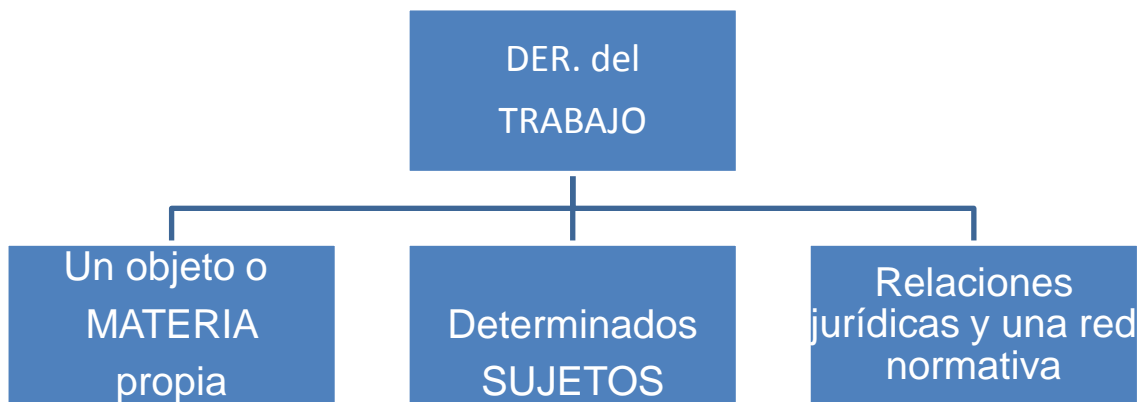 DER. del
TRABAJO
Un objeto o
MATERIA
propia
Determinados
SUJETOS
Relaciones
jurídicas y una red
normativa